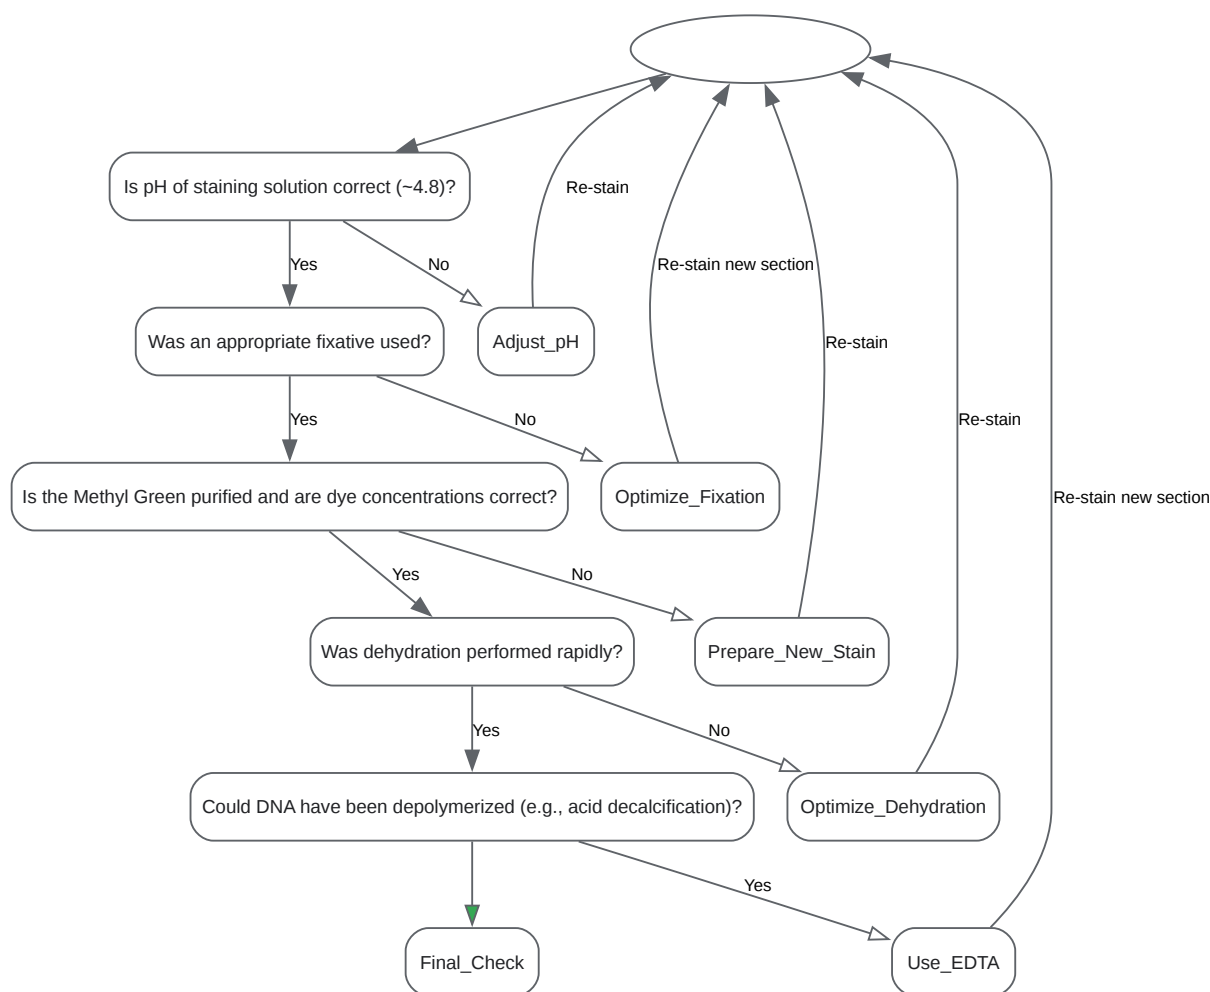 Is pH of staining solution correct (~4.8)?
Re-stain
Yes
No
Re-stain new section
Was an appropriate fixative used?
Adjust_pH
Re-stain
Yes
No
Re-stain
Is the Methyl Green purified and are dye concentrations correct?
Optimize_Fixation
Re-stain new section
Yes
No
Was dehydration performed rapidly?
Prepare_New_Stain
Yes
No
Could DNA have been depolymerized (e.g., acid decalcification)?
Optimize_Dehydration
Yes
Final_Check
Use_EDTA